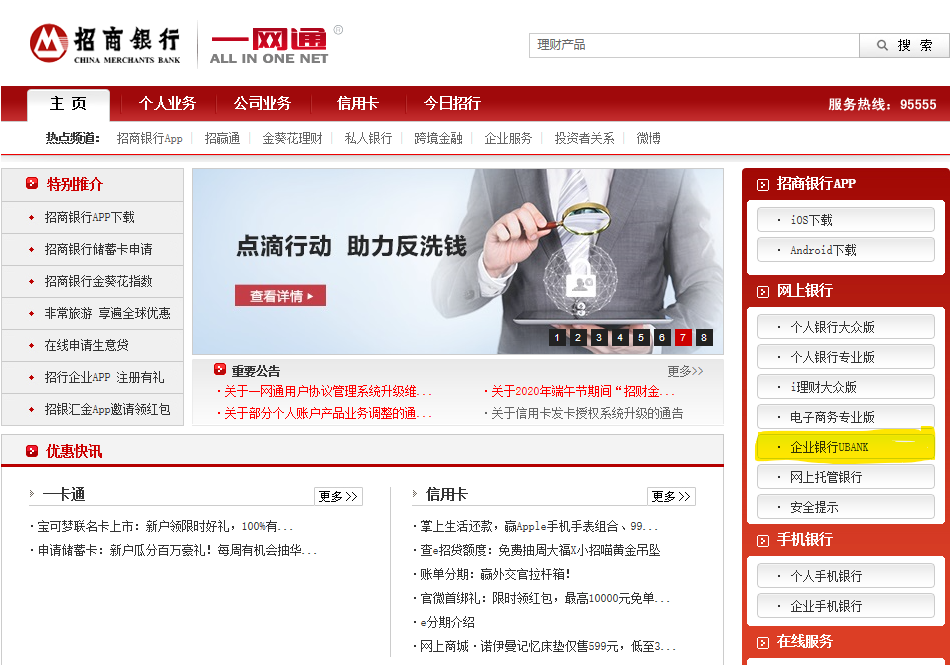 招商银行
CHINA MERCHANTS BANK
一网通
ALL IN ONE NET
理财产品
搜 索
主 页 个人业务 公司业务 信用卡 今日招行
服务热线：95555
热点频道： 招商银行App 招赢通 金葵花理财 私人银行 跨境金融 企业服务 投资者关系 微博
特别推介
招商银行APP下载
招商银行储蓄卡申请
招商银行金葵花指数
非常旅游 享遍全球优惠
在线申请生意贷
招行企业APP 注册有礼
招银汇金App邀请领红包
点滴行动 助力反洗钱
查看详情
1 2 3 4 5 6 7 8
重要公告
更多>>
·关于一网通用户协议管理系统升级维...
·关于2020年端午节期间“招财金...
·关于部分个人账户产品业务调整的通...
·关于信用卡发卡授权系统升级的通告
优惠快讯
一卡通
更多>>
·宝可梦联名卡上市：新户领限时好礼，100%有...
·申请储蓄卡：新户瓜分百万豪礼！每周有机会抽华...
信用卡
更多>>
·掌上生活还款，赢Apple手机手表组合、99...
·查e招贷额度：免费抽周大福X小招喵黄金吊坠
·账单分期：赢外交官拉杆箱！
·官微首绑礼：限时领红包，最高10000元免单...
·e分期介绍
·网上商城·诺伊曼记忆床垫仅售599元，低至3...
招商银行APP
· iOS下载
· Android下载
网上银行
· 个人银行大众版
· 个人银行专业版
· i理财大众版
· 电子商务专业版
· 企业银行UBANK
· 网上托管银行
· 安全提示
手机银行
· 个人手机银行
· 企业手机银行
在线服务